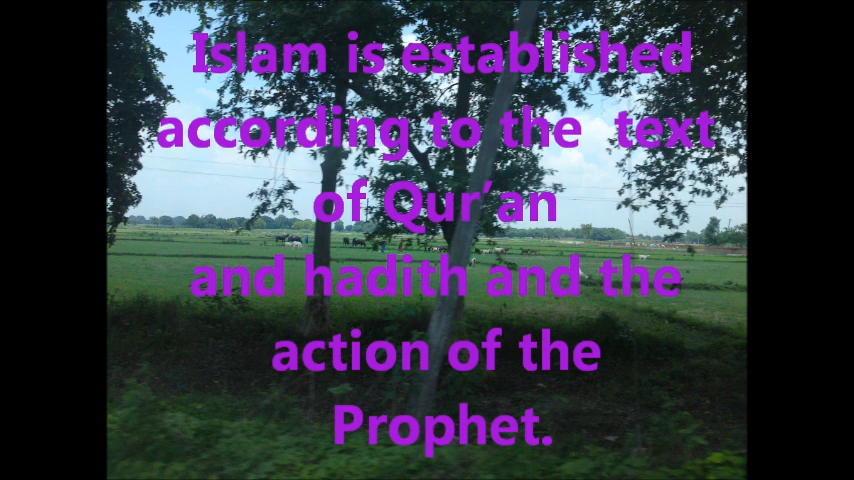 Islam is established
according to the text
of Qur’an
and hadith and the
action of the
Prophet.